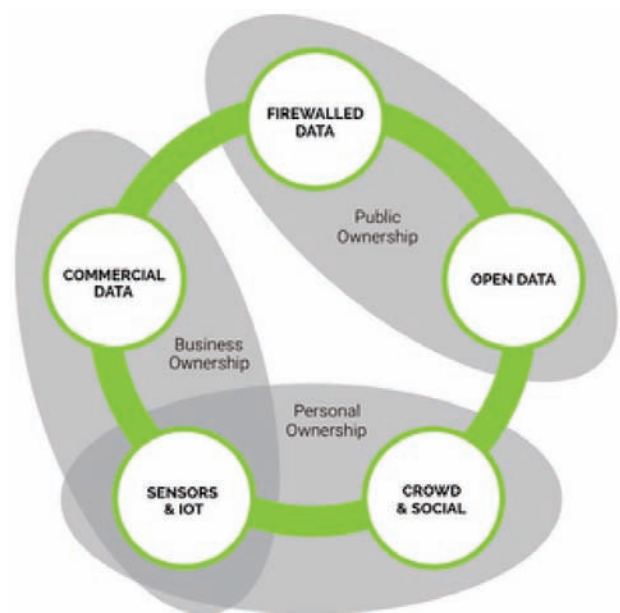 FIREWALLED
DATA
Public
Ownership
COMMERCIAL
DATA
OPEN DATA
Business
Ownership
Personal
Ownership
SENSORS
& IOT
CROWD
& SOCIAL